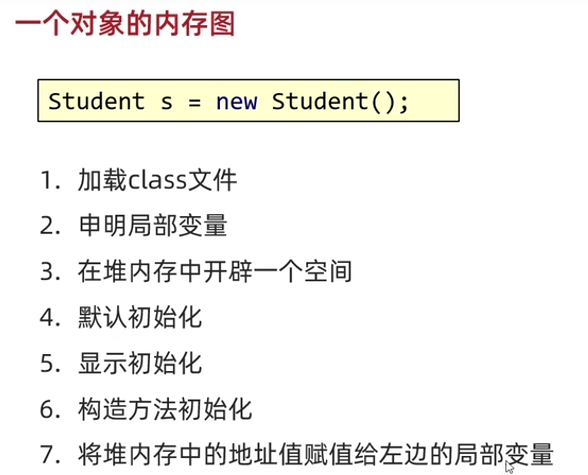 一个对象的内存图
Student s = new Student();
1. 加载class文件
2. 申明局部变量
3. 在堆内存中开辟一个空间
4. 默认初始化
5. 显示初始化
6. 构造方法初始化
7. 将堆内存中的地址值赋值给左边的局部变量